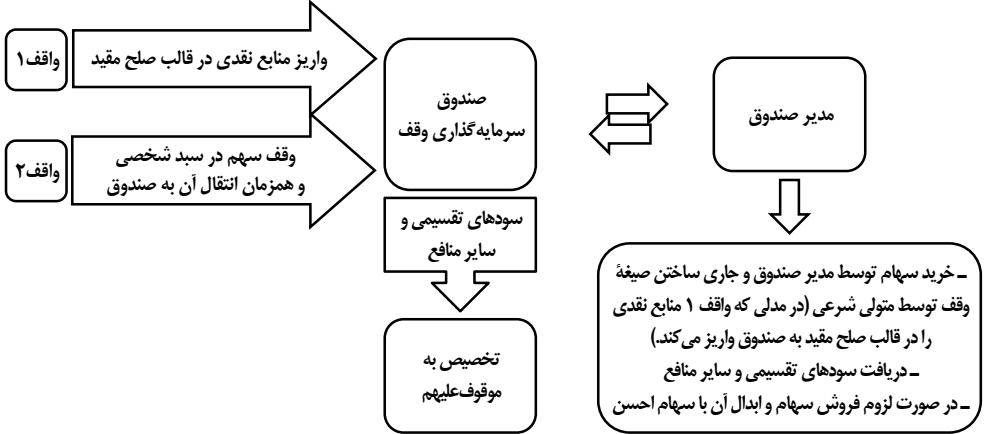 واقف۱
واریز منابع نقدی در قالب صلح مقید
واقف۲
وقف سهم در سبد شخصی
و همزمان انتقال آن به صندوق
صندوق
سرمایه‌گذاری وقف
مدیر صندوق
سودهای تقسیمی و
سایر منافع
تخصیص به
موقوف‌علیهم
ـ خرید سهام توسط مدیر صندوق و جاری ساختن صیغۀ
وقف توسط متولی شرعی (در مدلی که واقف ۱ منابع نقدی
را در قالب صلح مقید به صندوق واریز می‌کند.)
ـ دریافت سودهای تقسیمی و سایر منافع
ـ در صورت لزوم فروش سهام و ابدال آن با سهام احسن